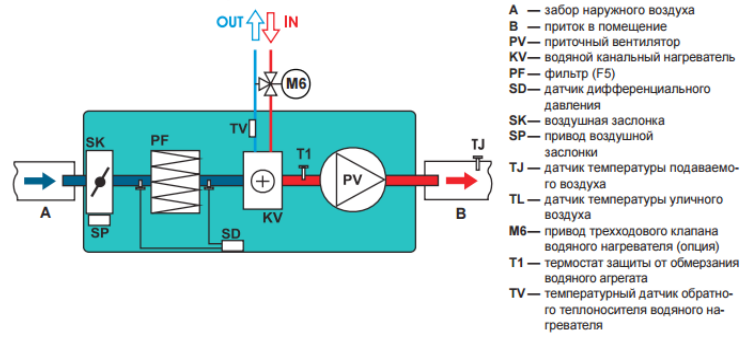 OUT IN
M6
TV
SK PF
T1
TJ
PV
A
KV
B
SP
SD
A — забор наружного воздуха
B — приток в помещение
PV — приточный вентилятор
KV — водяной канальный нагреватель
PF — фильтр (F5)
SD — датчик дифференциального
давления
SK — воздушная заслонка
SP — привод воздушной
заслонки
TJ — датчик температуры подаваемо-
го воздуха
TL — датчик температуры уличного
воздуха
M6 — привод трехходового клапана
водяного нагревателя (опция)
T1 — термостат защиты от обмерзания
водяного агрегата
TV — температурный датчик обратно-
го теплоносителя водяного на-
гревателя